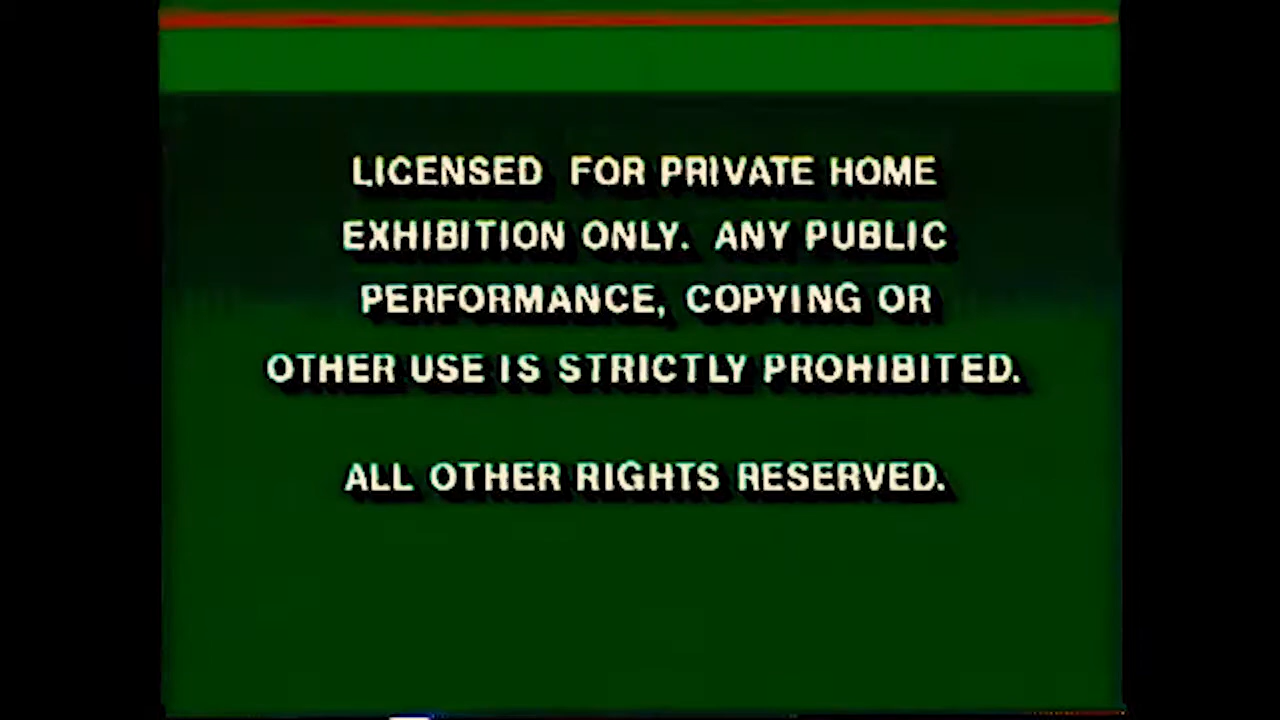 LICENSED FOR PRIVATE HOME
EXHIBITION ONLY. ANY PUBLIC
PERFORMANCE, COPYING OR
OTHER USE IS STRICTLY PROHIBITED.
ALL OTHER RIGHTS RESERVED.